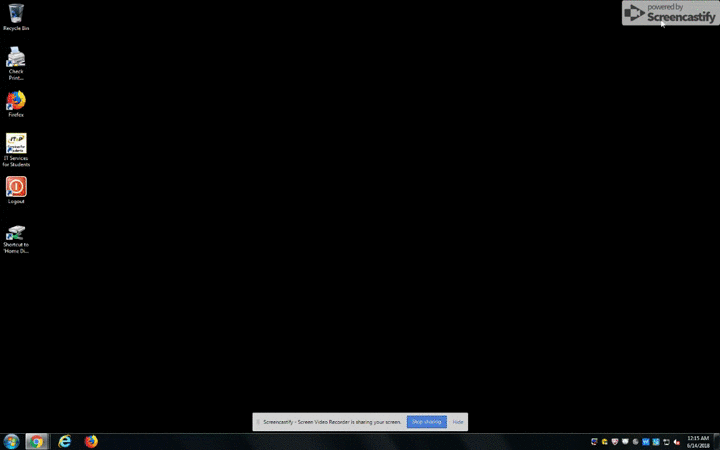 powered by
Screencastify
Recycle Bin
Check
Print...
Firefox
IT Services
for Students
Logout
Shortcut to
'Home Di...
Screencastify - Screen Video Recorder is sharing your screen.
Stop sharing
Hide
12:15 AM
6/14/2018